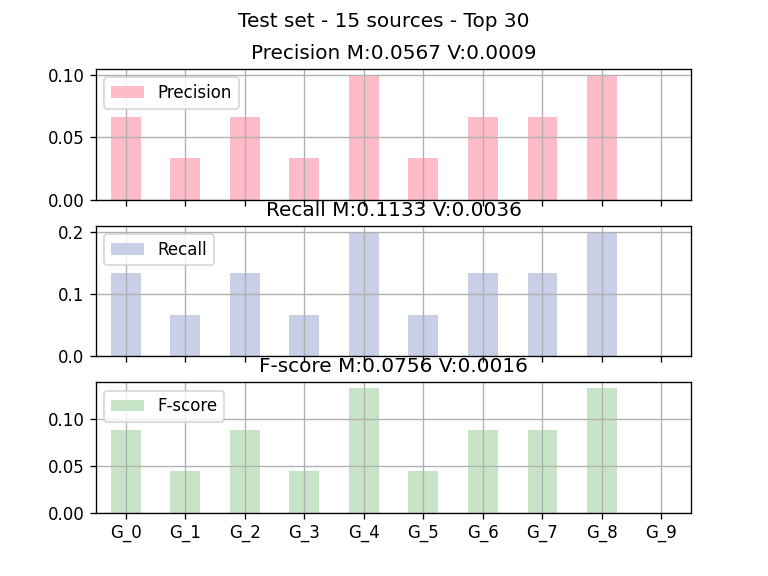 Test set - 15 sources - Top 30
Precision M:0.0567 V:0.0009
0.10
Precision
0.05
0.00
Recall M:0.1133 V:0.0036
0.2
Recall
0.1
0.0
F-score M:0.0756 V:0.0016
F-score
0.10
0.05
0.00
G_0 G_1 G_2 G_3 G_4 G_5 G_6 G_7 G_8 G_9